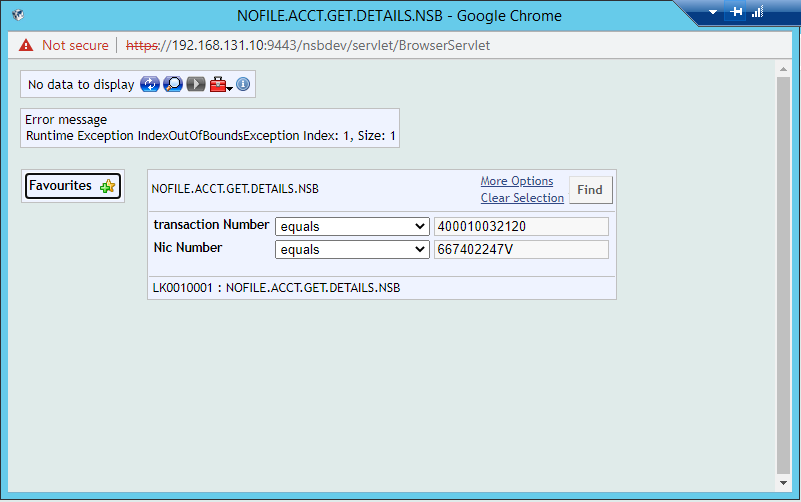 NOFILE.ACCT.GET.DETAILS.NSB - Google Chrome
Not secure https://192.168.131.10:9443/nsbdev/servlet/BrowserServlet
No data to display
Error message
Runtime Exception IndexOutOfBoundsException Index: 1, Size: 1
Favourites
NOFILE.ACCT.GET.DETAILS.NSB
More Options
Clear Selection
Find
transaction Number equals 400010032120
Nic Number equals 667402247V
LK0010001 : NOFILE.ACCT.GET.DETAILS.NSB